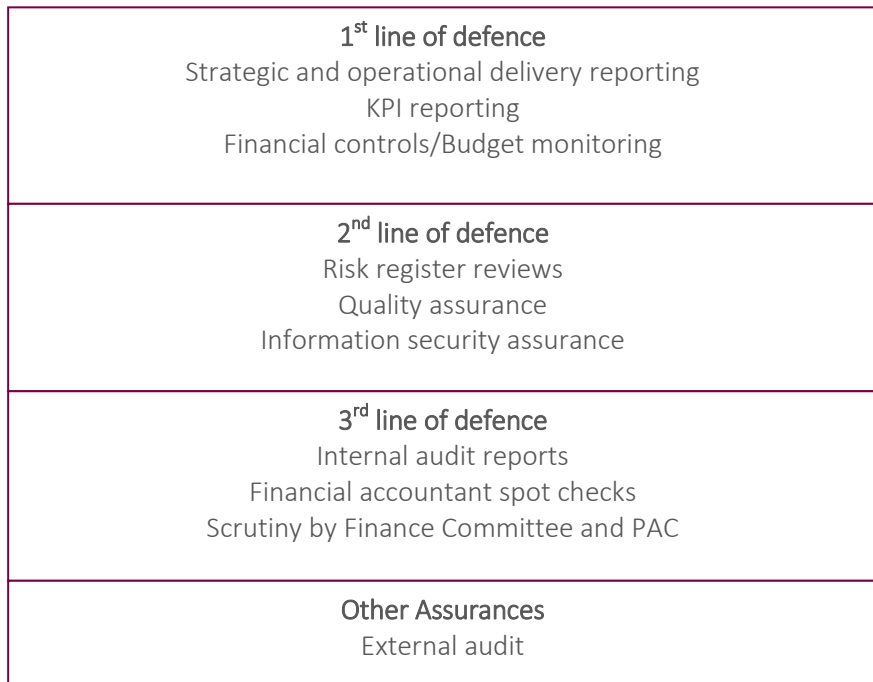 1st line of defence
Strategic and operational delivery reporting
KPI reporting
Financial controls/Budget monitoring
2nd line of defence
Risk register reviews
Quality assurance
Information security assurance
3rd line of defence
Internal audit reports
Financial accountant spot checks
Scrutiny by Finance Committee and PAC
Other Assurances
External audit